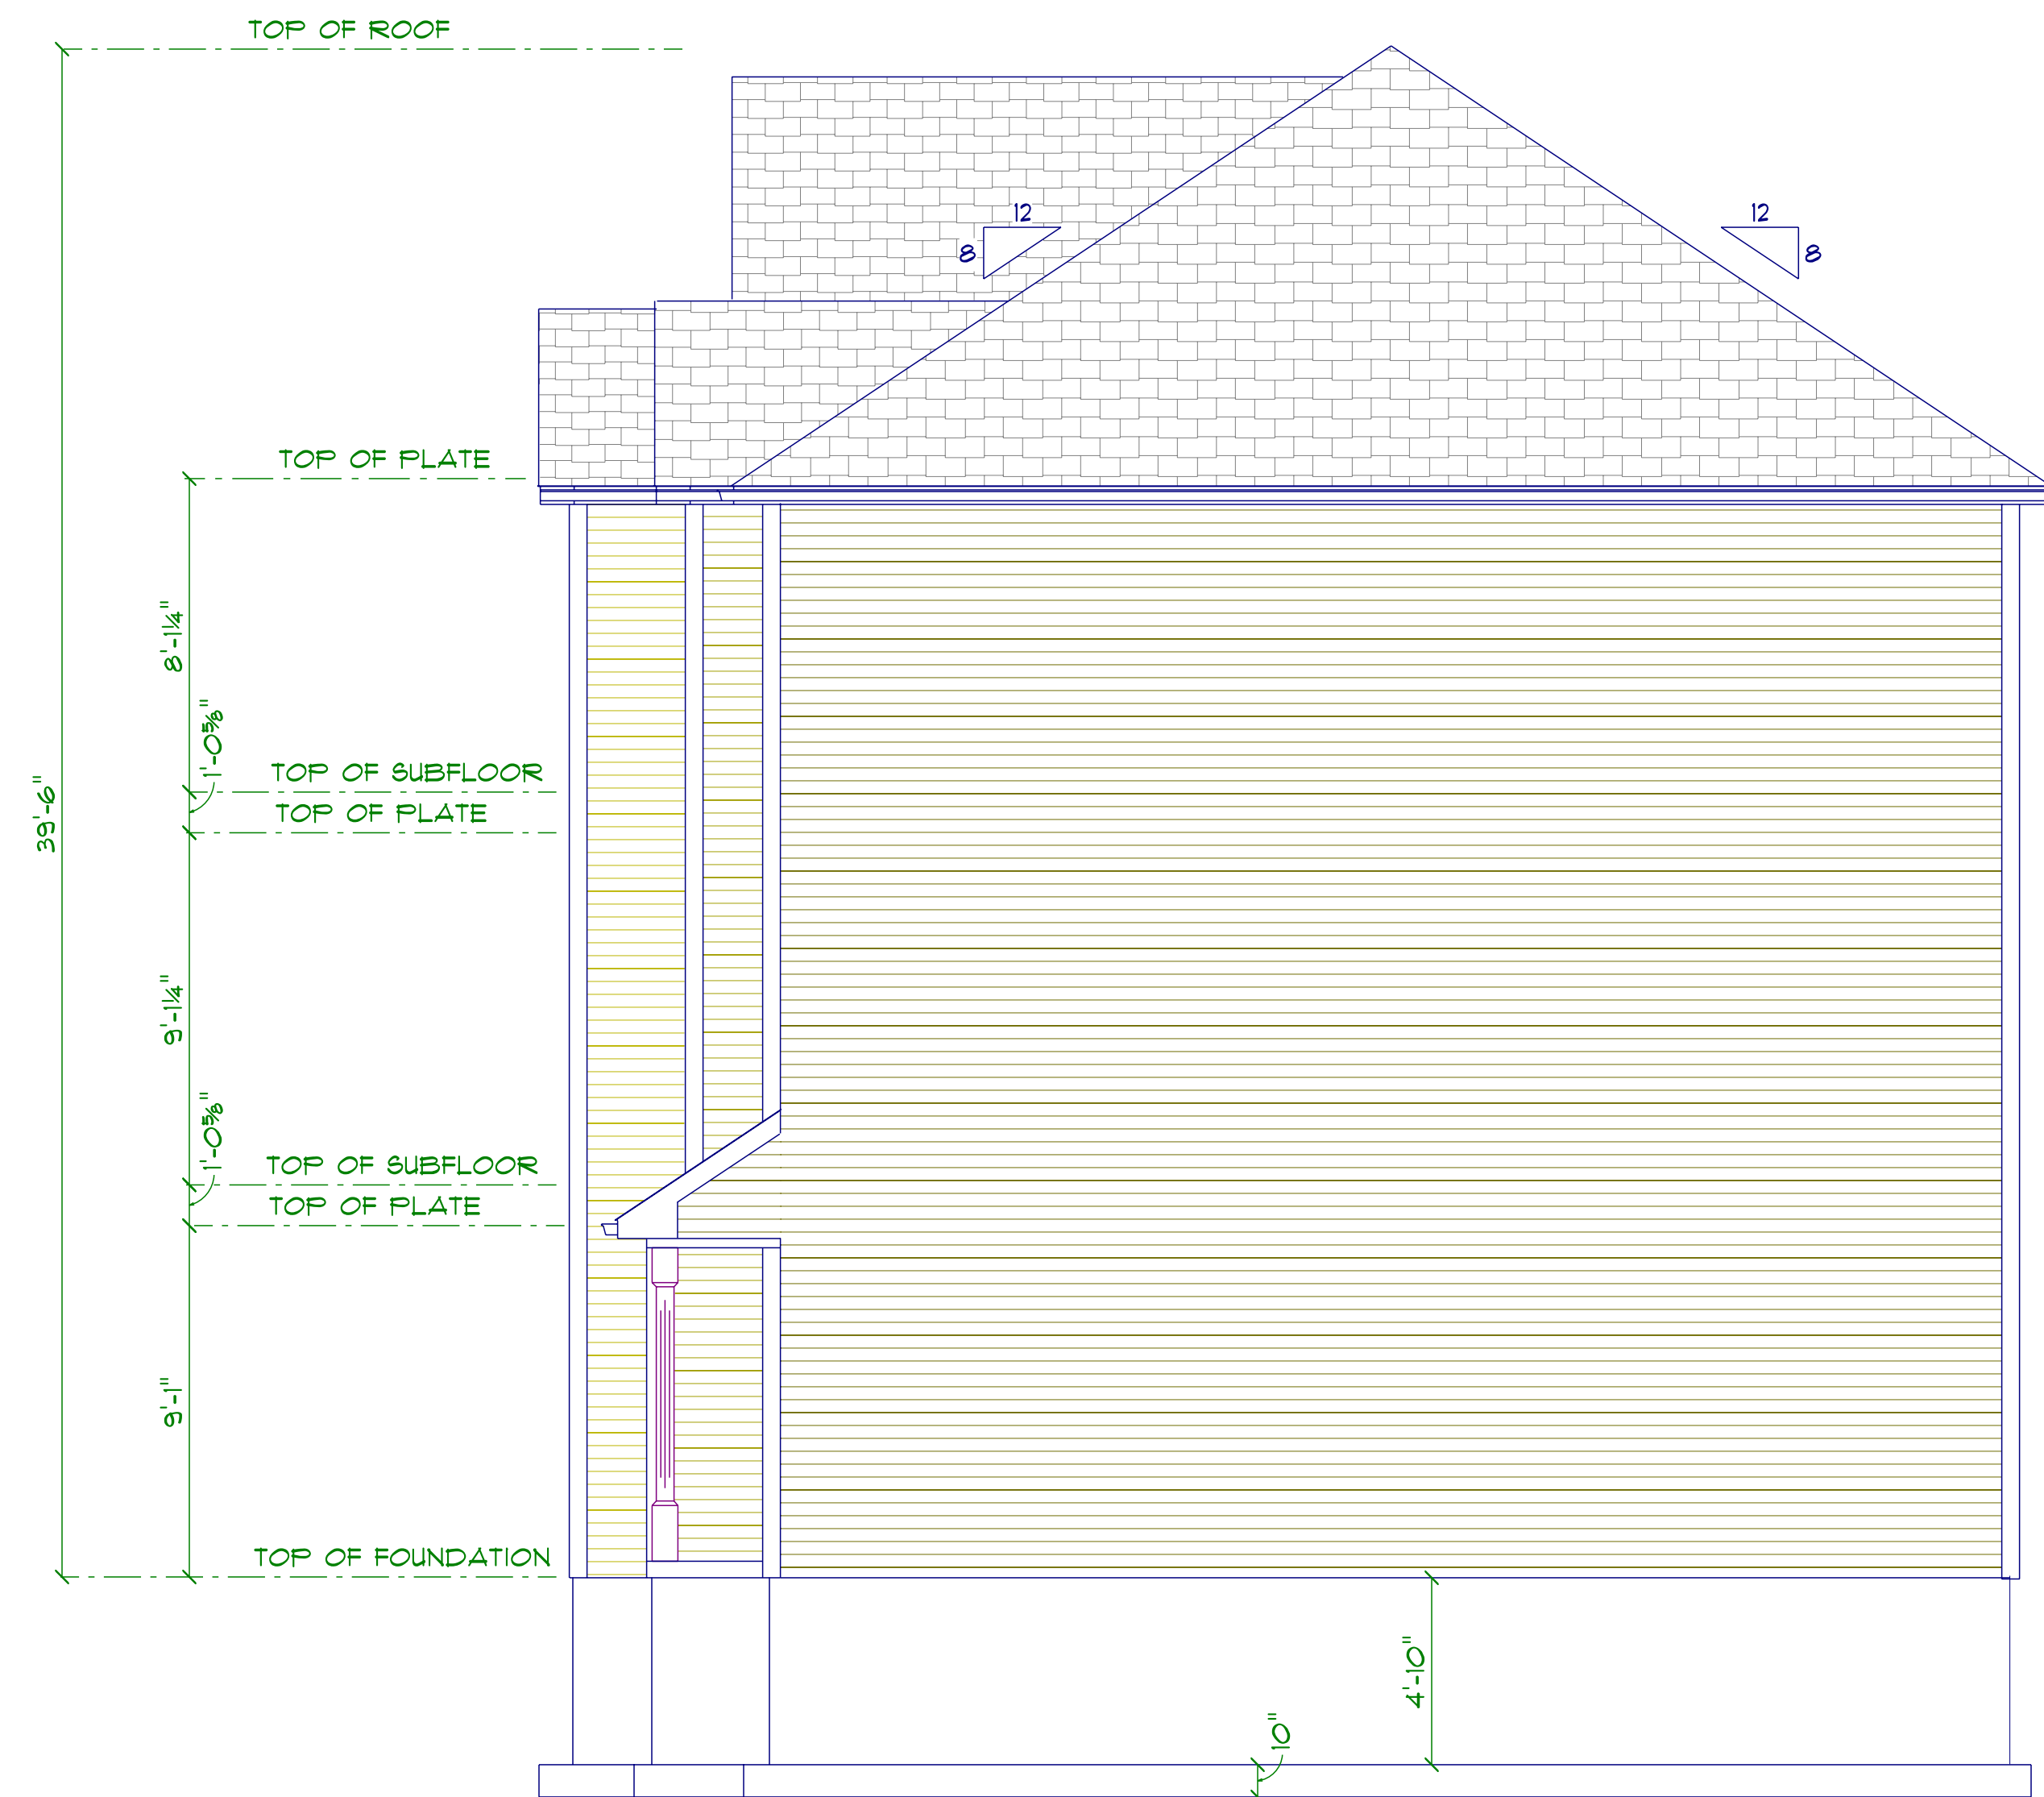 TOP OF ROOF
12
8
12
8
TOP OF PLATE
8'-1¼"
1'-0⅝"
TOP OF SUBFLOOR
39'-6"
TOP OF PLATE
9'-1¼"
1'-0⅝"
TOP OF SUBFLOOR
TOP OF PLATE
9'-1"
TOP OF FOUNDATION
4'-10"
10"